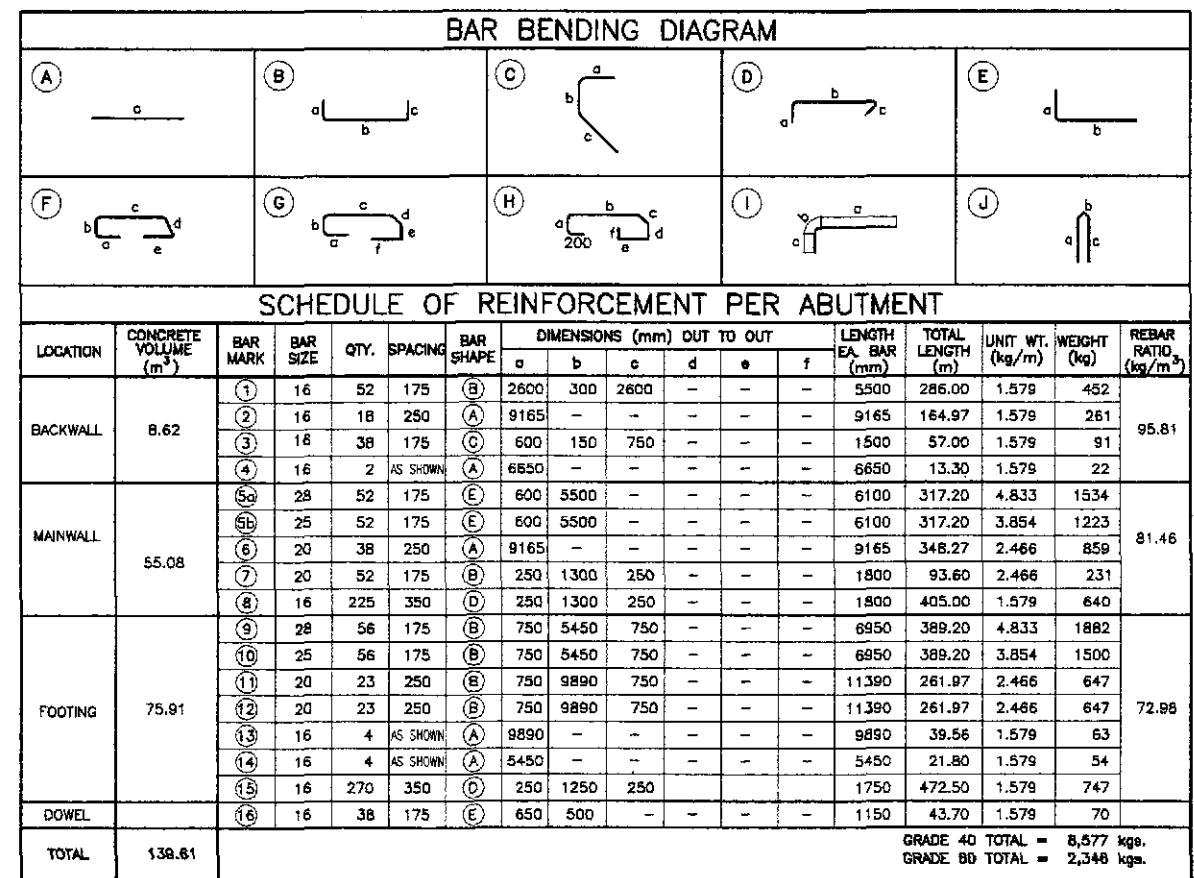 BAR BENDING DIAGRAM
A
a
B
a b c
C
a
b
c
D
a b c
E
a b
F
a b c d e
G
a b c d e f
H
a b c d e f
200
I
a b c
J
a b c
SCHEDULE OF REINFORCEMENT PER ABUTMENT
LOCATION CONCRETE VOLUME (m³) BAR MARK BAR SIZE QTY. SPACING BAR SHAPE DIMENSIONS (mm) OUT TO OUT LENGTH EA. BAR (mm) TOTAL LENGTH (m) UNIT WT. (kg/m) WEIGHT (kg) REBAR RATIO (kg/m³)
a b c d e f
BACKWALL 8.62 95.81
1 16 52 175 B 2600 300 2600 – – – 5500 286.00 1.579 452
2 16 18 250 A 9165 – – – – – 9165 164.97 1.579 261
3 16 38 175 C 600 150 750 – – – 1500 57.00 1.579 91
4 16 2 AS SHOWN A 6650 – – – – – 6650 13.30 1.579 22
MAINWALL 55.08 81.46
5a 28 52 175 E 600 5500 – – – – 6100 317.20 4.833 1534
5b 25 52 175 E 600 5500 – – – – 6100 317.20 3.854 1223
6 20 38 250 A 9165 – – – – – 9165 348.27 2.466 859
7 20 52 175 B 250 1300 250 – – – 1800 93.60 2.466 231
8 16 225 350 D 250 1300 250 – – – 1800 405.00 1.579 640
FOOTING 75.91 72.98
9 28 56 175 B 750 5450 750 – – – 6950 389.20 4.833 1882
10 25 56 175 B 750 5450 750 – – – 6950 389.20 3.854 1500
11 20 23 250 B 750 9890 750 – – – 11390 261.97 2.466 647
12 20 23 250 B 750 9890 750 – – – 11390 261.97 2.466 647
13 16 4 AS SHOWN A 9890 – – – – – 9890 39.56 1.579 63
14 16 4 AS SHOWN A 5450 – – – – – 5450 21.80 1.579 54
15 16 270 350 D 250 1250 250 – – – 1750 472.50 1.579 747
DOWEL 16 16 38 175 E 650 500 – – – – 1150 43.70 1.579 70
TOTAL 139.61
GRADE 40 TOTAL = 8,577 kgs.
GRADE 60 TOTAL = 2,346 kgs.